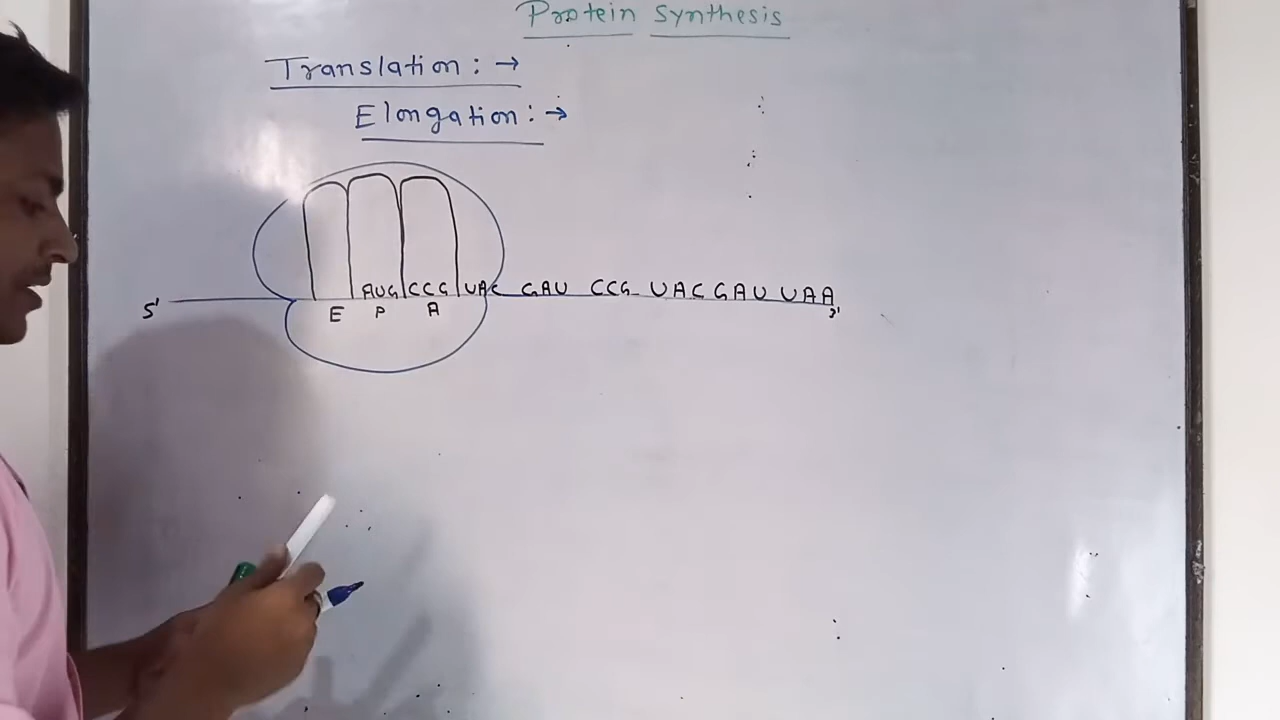 Protein Synthesis
Translation: →
Elongation: →
AUG CCG UAC GAU CCG UAC GAU UAA
5' 3'
E P A